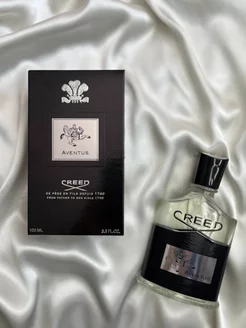 AVENTUS
CREED
DE PÈRE EN FILS DEPUIS 1760
FROM FATHER TO SON SINCE 1760
100 ML
3.3 FL.OZ.
CREED
AVENTUS